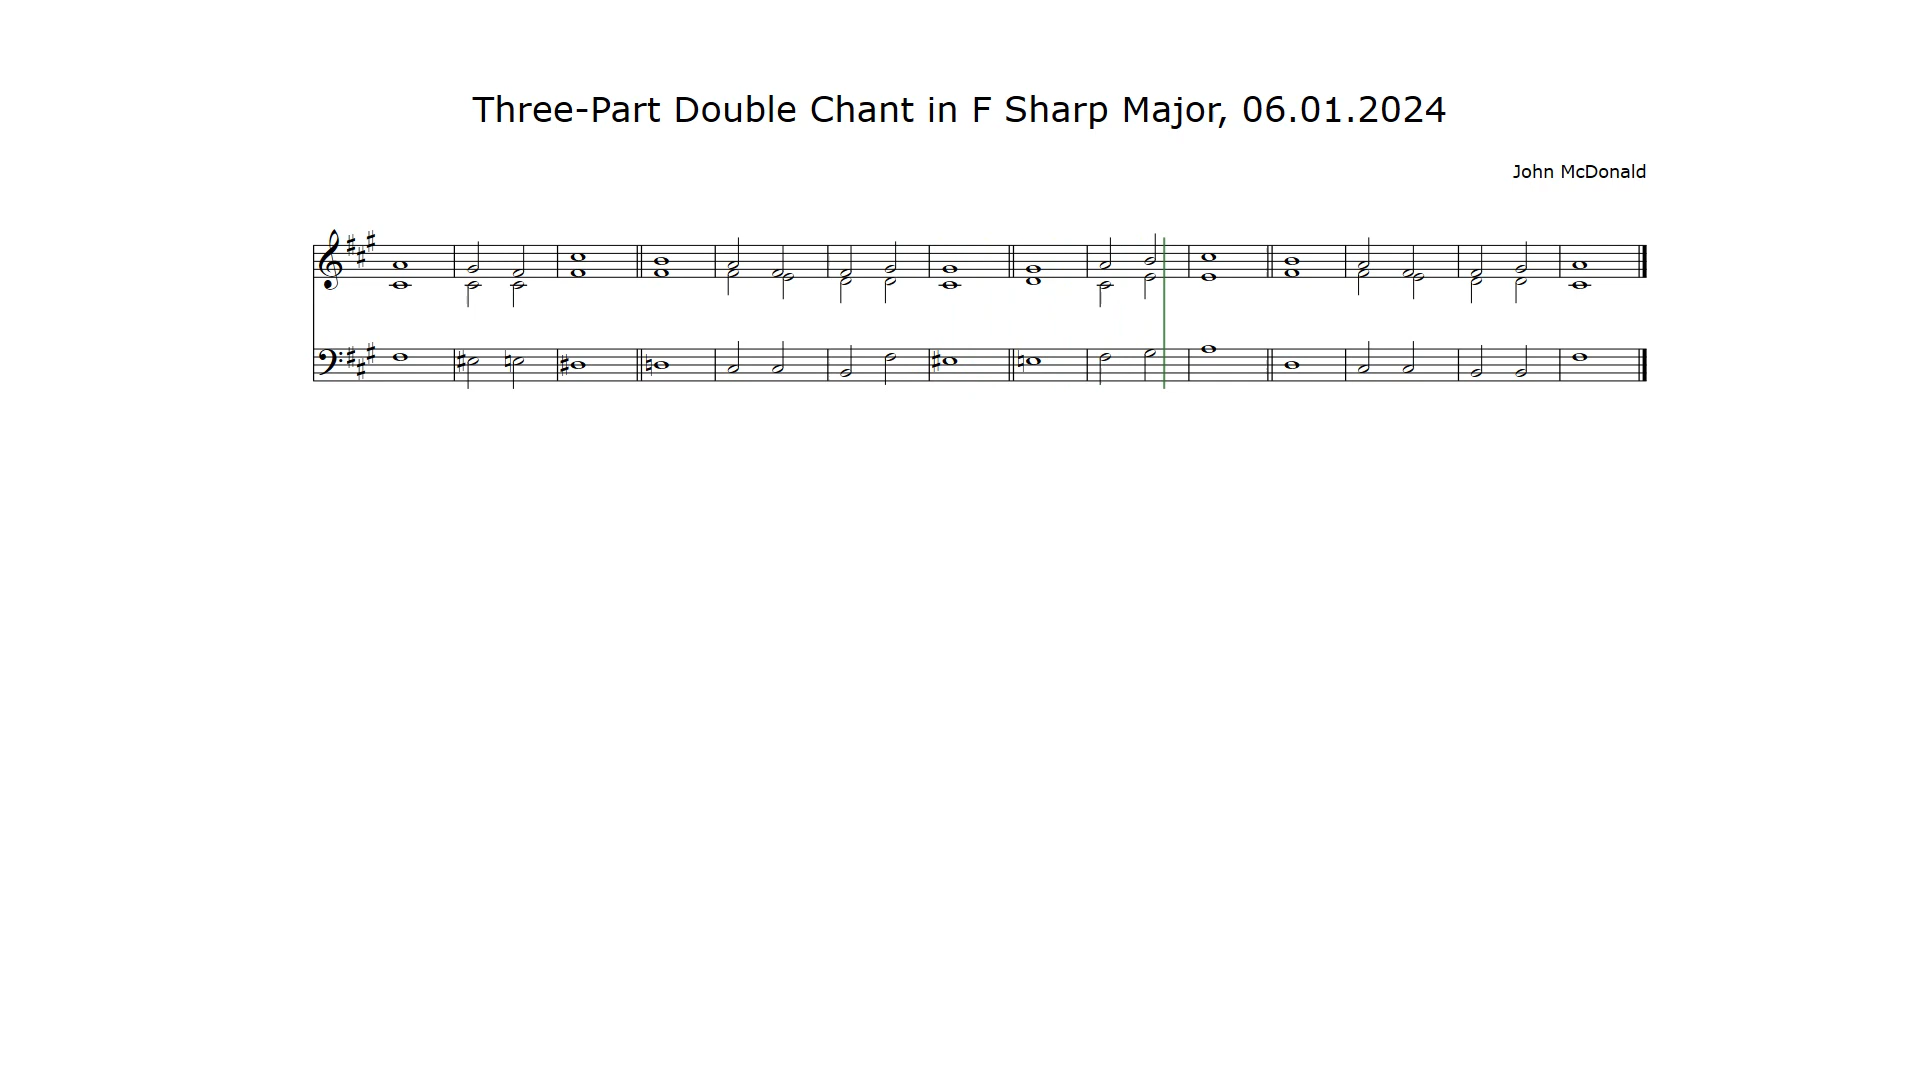 Three-Part Double Chant in F Sharp Major, 06.01.2024
John McDonald